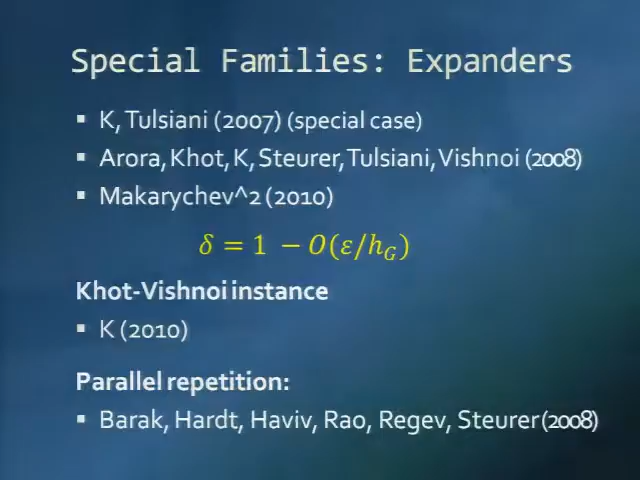 Special Families: Expanders
▪ K, Tulsiani (2007) (special case)
▪ Arora, Khot, K, Steurer, Tulsiani, Vishnoi (2008)
▪ Makarychev^2 (2010)
δ = 1 − O(ε/h_G)
Khot-Vishnoi instance
▪ K (2010)
Parallel repetition:
▪ Barak, Hardt, Haviv, Rao, Regev, Steurer (2008)